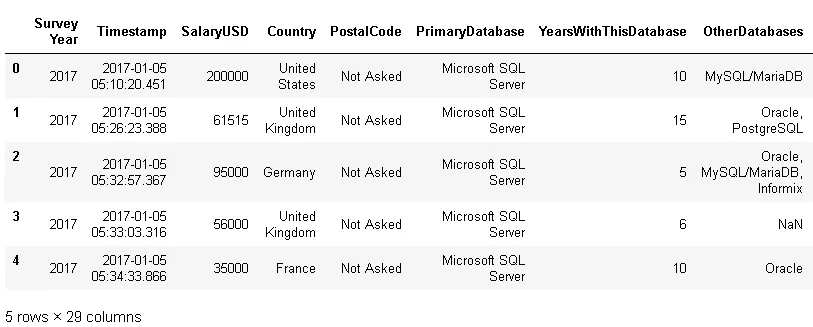 Survey Year Timestamp SalaryUSD Country PostalCode PrimaryDatabase YearsWithThisDatabase OtherDatabases
0 2017 2017-01-05 05:10:20.451 200000 United States Not Asked Microsoft SQL Server 10 MySQL/MariaDB
1 2017 2017-01-05 05:26:23.388 61515 United Kingdom Not Asked Microsoft SQL Server 15 Oracle, PostgreSQL
2 2017 2017-01-05 05:32:57.367 95000 Germany Not Asked Microsoft SQL Server 5 Oracle, MySQL/MariaDB, Informix
3 2017 2017-01-05 05:33:03.316 56000 United Kingdom Not Asked Microsoft SQL Server 6 NaN
4 2017 2017-01-05 05:34:33.866 35000 France Not Asked Microsoft SQL Server 10 Oracle
5 rows × 29 columns